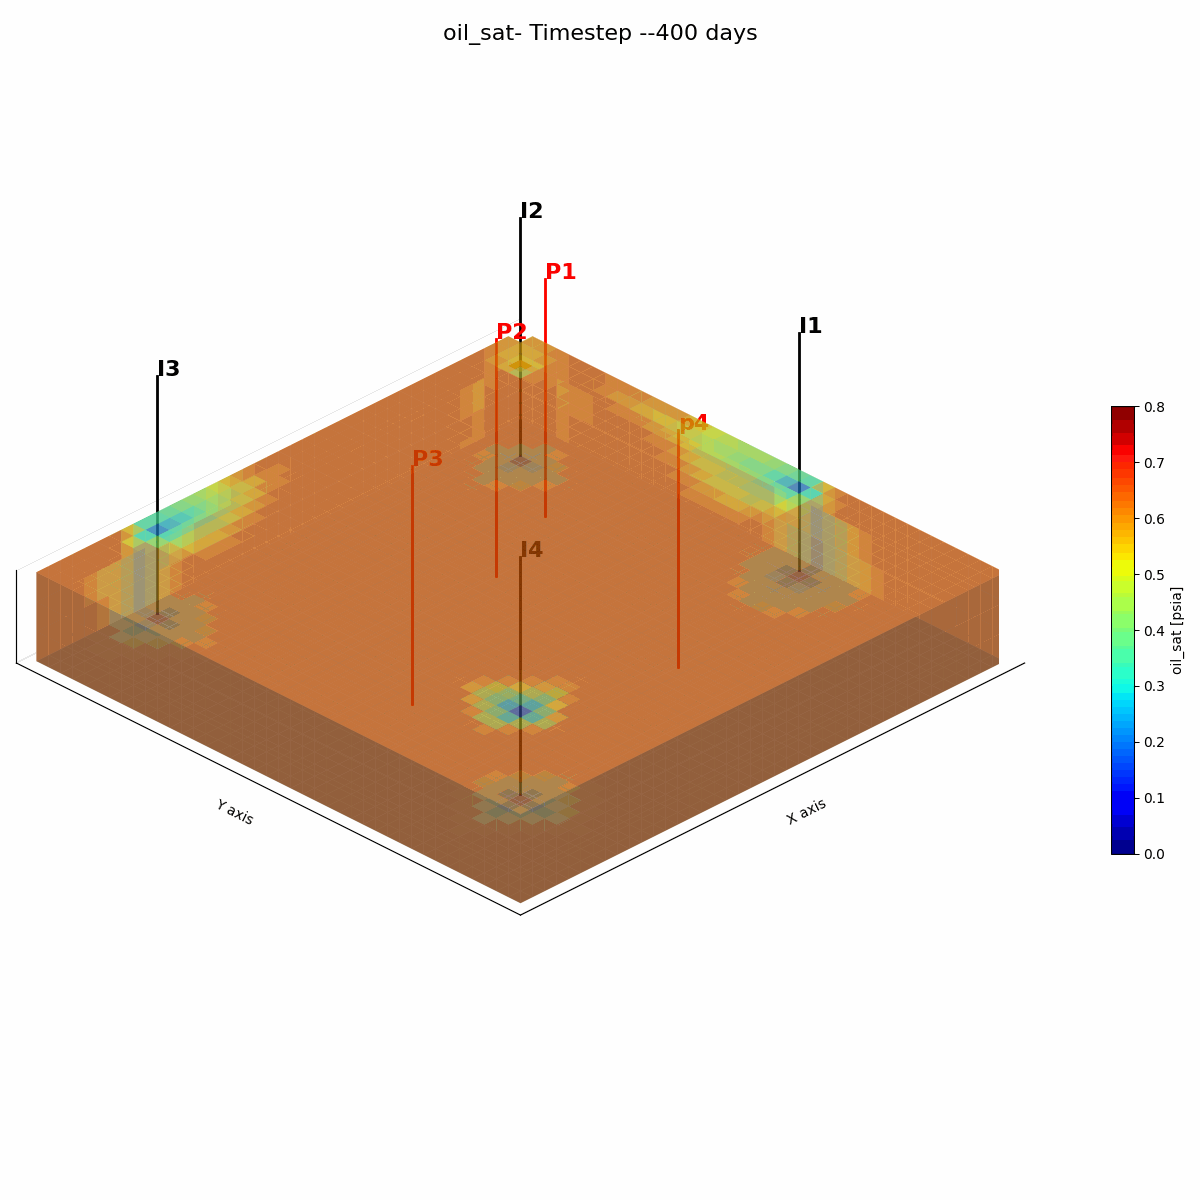 oil_sat- Timestep --400 days
I2
P1
I1
P2
I3
p4
P3
I4
0.8
0.7
0.6
0.5
0.4
0.3
0.2
0.1
0.0
oil_sat [psia]
Y axis
X axis